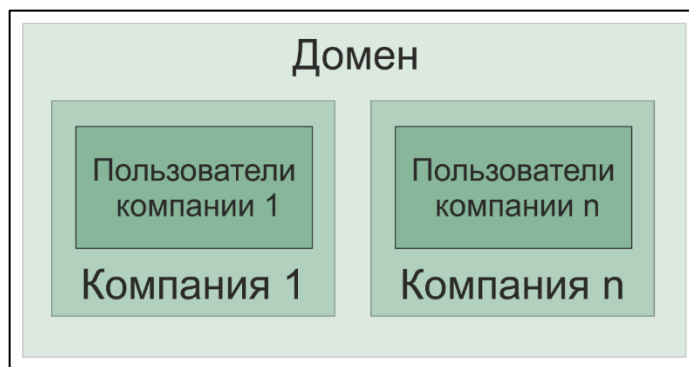 Домен
Пользователи
компании 1
Компания 1
Пользователи
компании n
Компания n